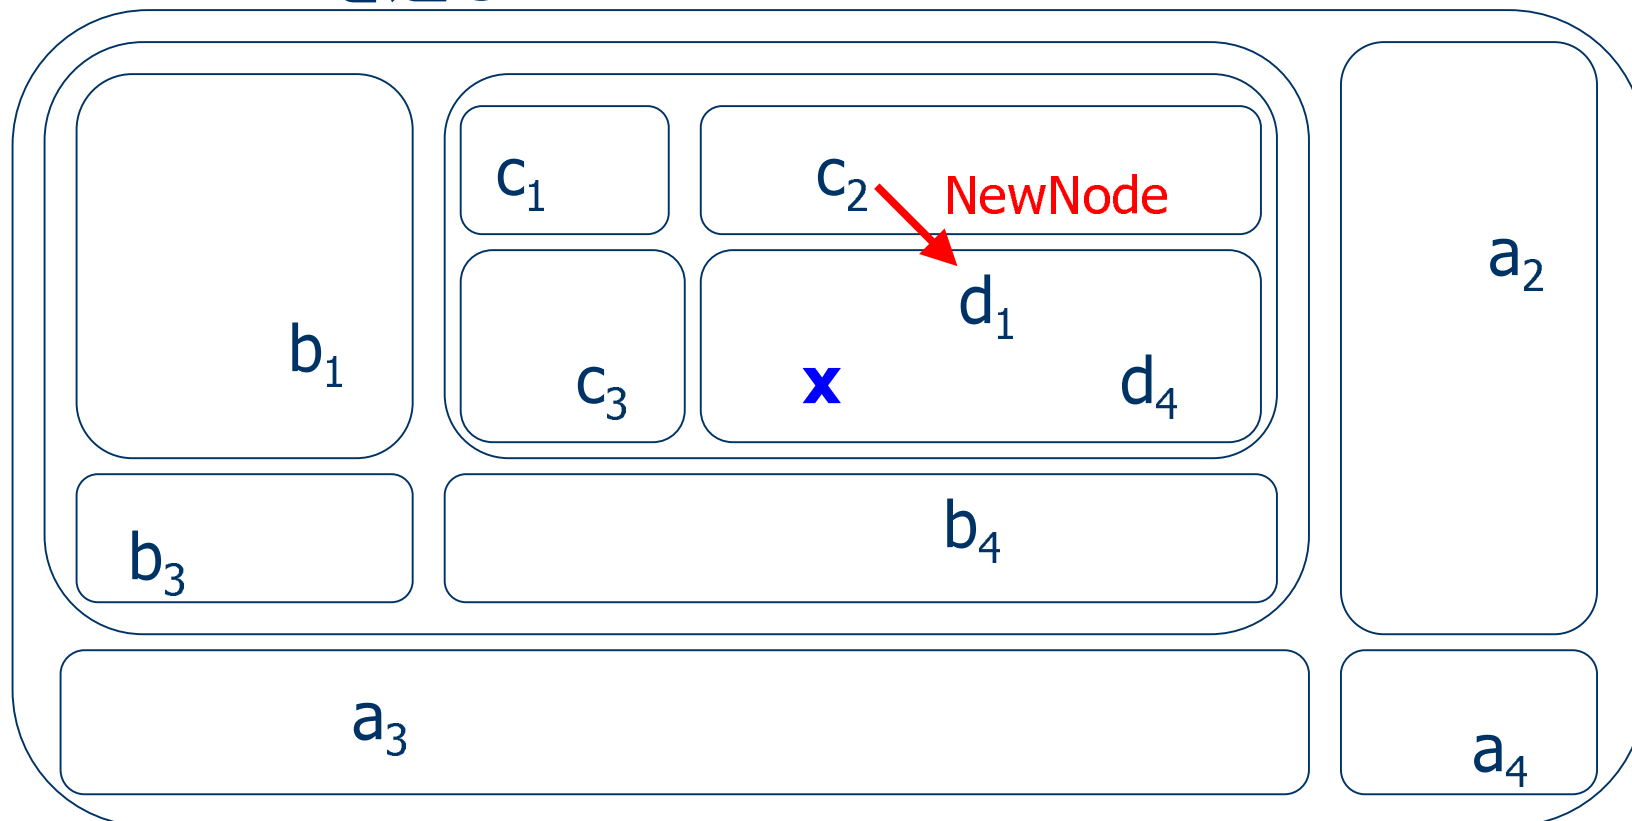 c₁
c₂ NewNode
a₂
d₁
b₁
c₃
x
d₄
b₃
b₄
a₃
a₄